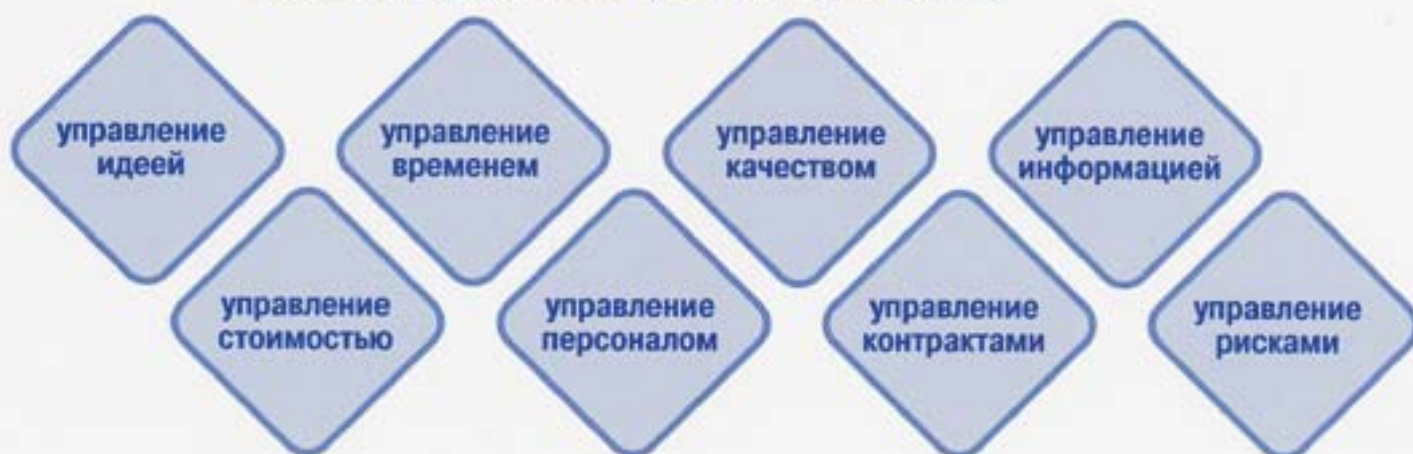 управление
идеей
управление
временем
управление
качеством
управление
информацией
управление
стоимостью
управление
персоналом
управление
контрактами
управление
рисками